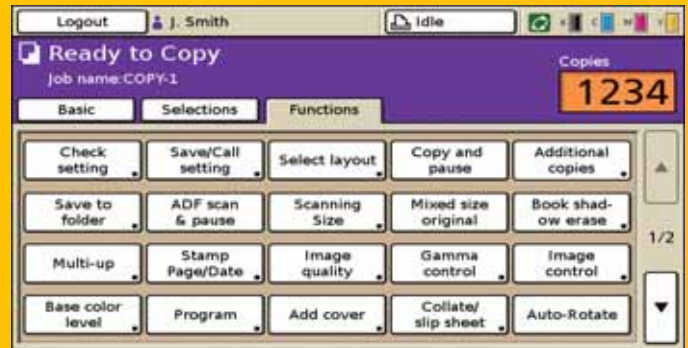 Logout
J. Smith
Idle
K
C
M
Y
Ready to Copy
Job name:COPY-1
Copies
1234
Basic
Selections
Functions
Check
setting
Save/Call
setting
Select layout
Copy and
pause
Additional
copies
Save to
folder
ADF scan
& pause
Scanning
Size
Mixed size
original
Book shad-
ow erase
1/2
Multi-up
Stamp
Page/Date
Image
quality
Gamma
control
Image
control
Base color
level
Program
Add cover
Collate/
slip sheet
Auto-Rotate